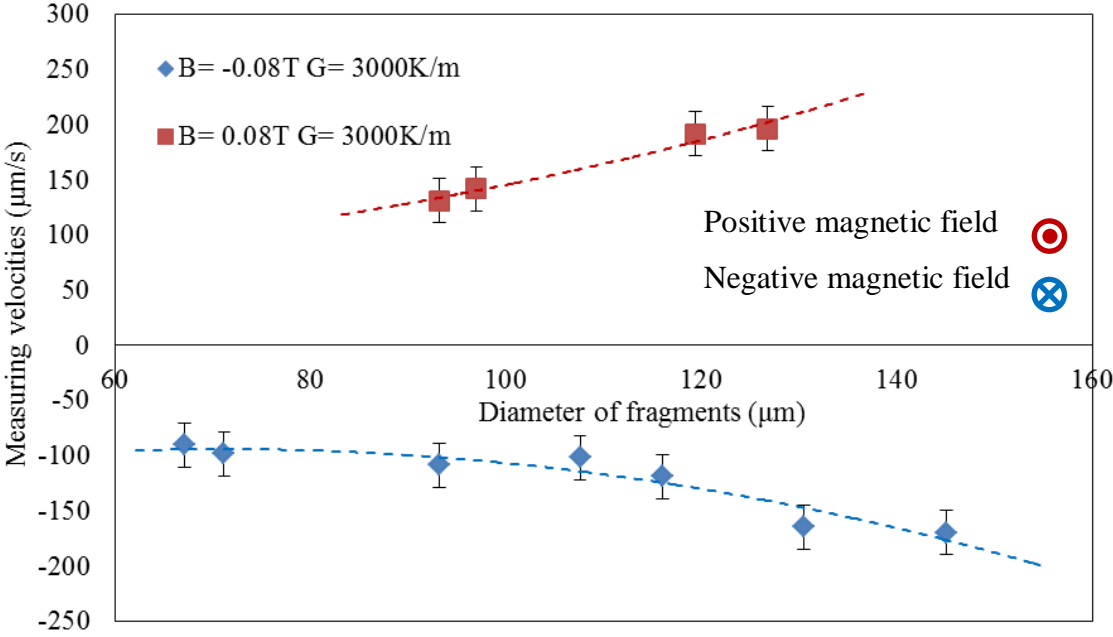 300
250
200
150
100
50
0
-50
-100
-150
-200
-250
Measuring velocities (μm/s)
B= -0.08T G= 3000K/m
B= 0.08T G= 3000K/m
Positive magnetic field
Negative magnetic field
60 80 100 120 140 160
Diameter of fragments (μm)